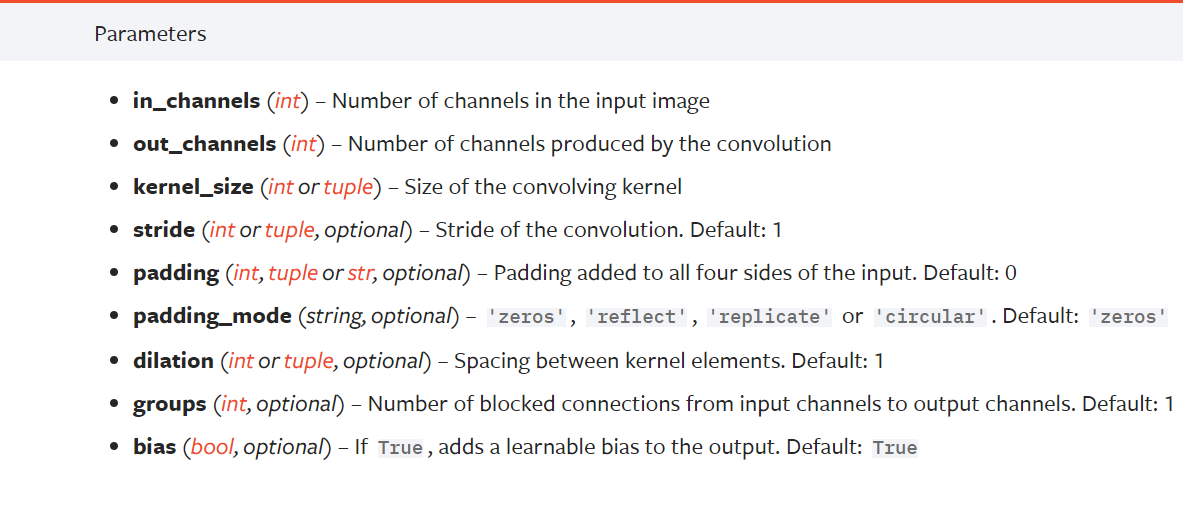 Parameters
• in_channels (int) – Number of channels in the input image
• out_channels (int) – Number of channels produced by the convolution
• kernel_size (int or tuple) – Size of the convolving kernel
• stride (int or tuple, optional) – Stride of the convolution. Default: 1
• padding (int, tuple or str, optional) – Padding added to all four sides of the input. Default: 0
• padding_mode (string, optional) – 'zeros', 'reflect', 'replicate' or 'circular'. Default: 'zeros'
• dilation (int or tuple, optional) – Spacing between kernel elements. Default: 1
• groups (int, optional) – Number of blocked connections from input channels to output channels. Default: 1
• bias (bool, optional) – If True, adds a learnable bias to the output. Default: True